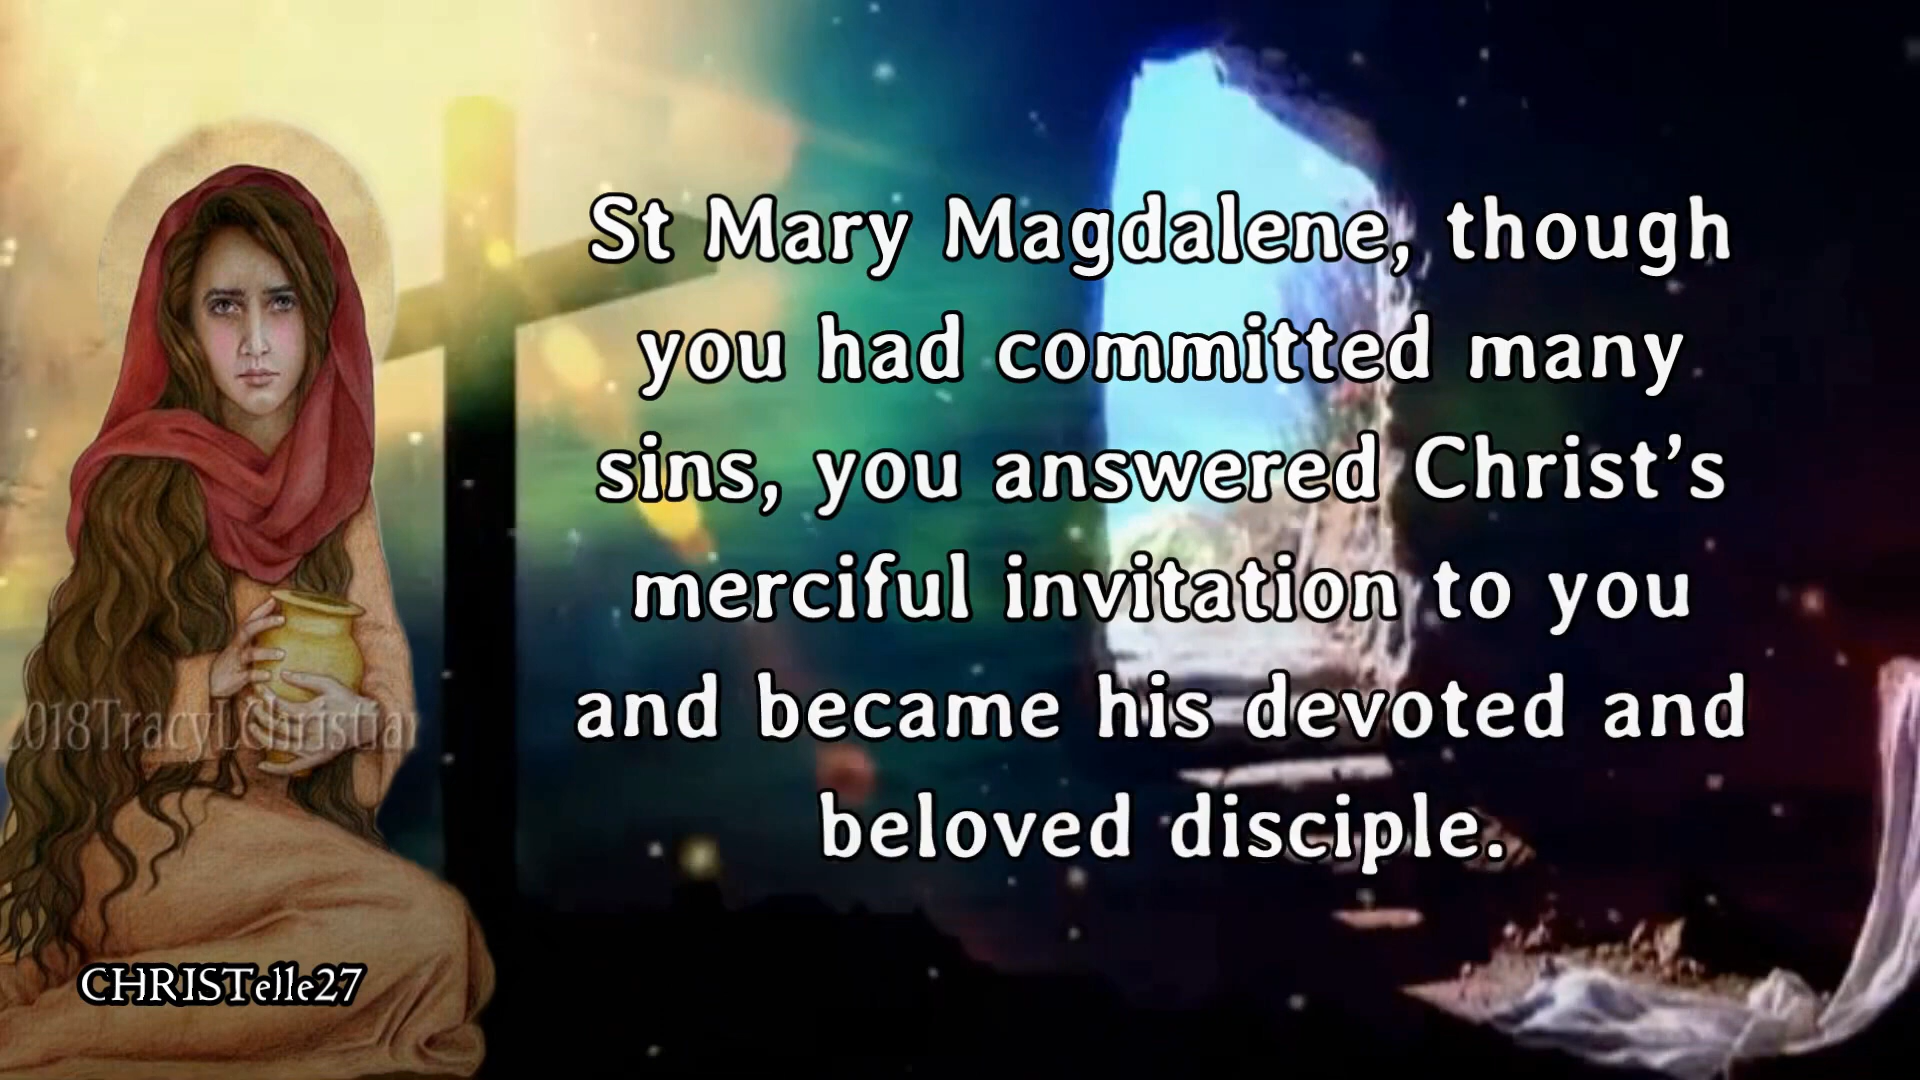 St Mary Magdalene, though
you had committed many
sins, you answered Christ’s
merciful invitation to you
and became his devoted and
beloved disciple.
2018TracyLChristian
CHRISTelle27